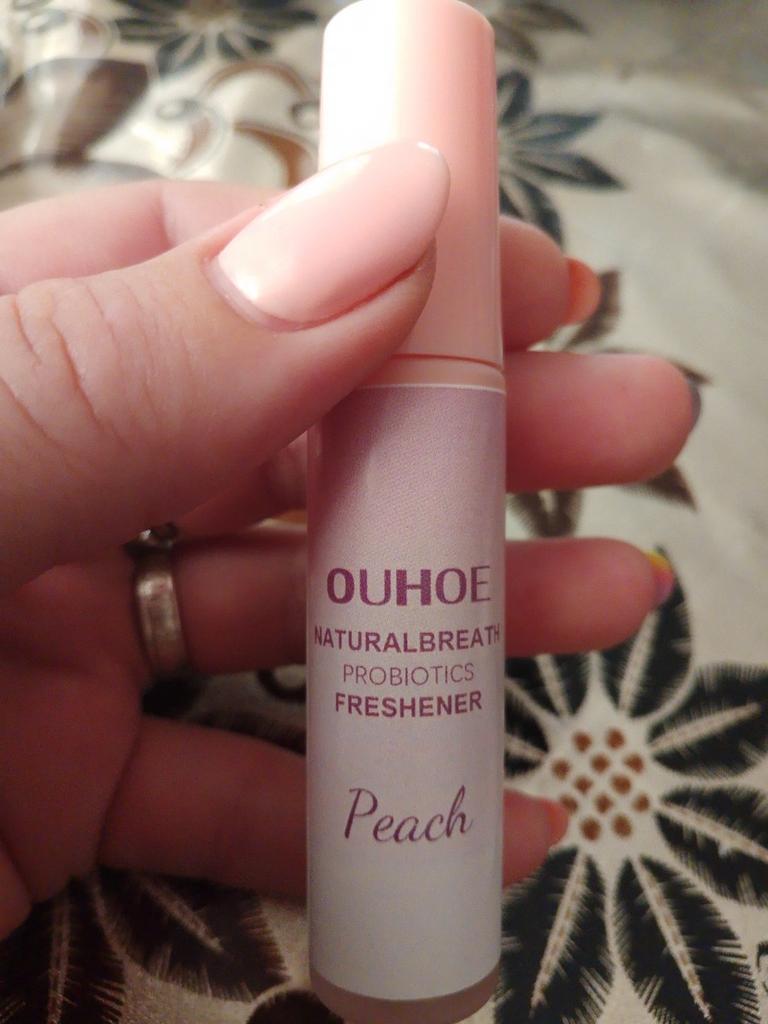 OUHOE
NATURALBREATH
PROBIOTICS
FRESHENER
Peach